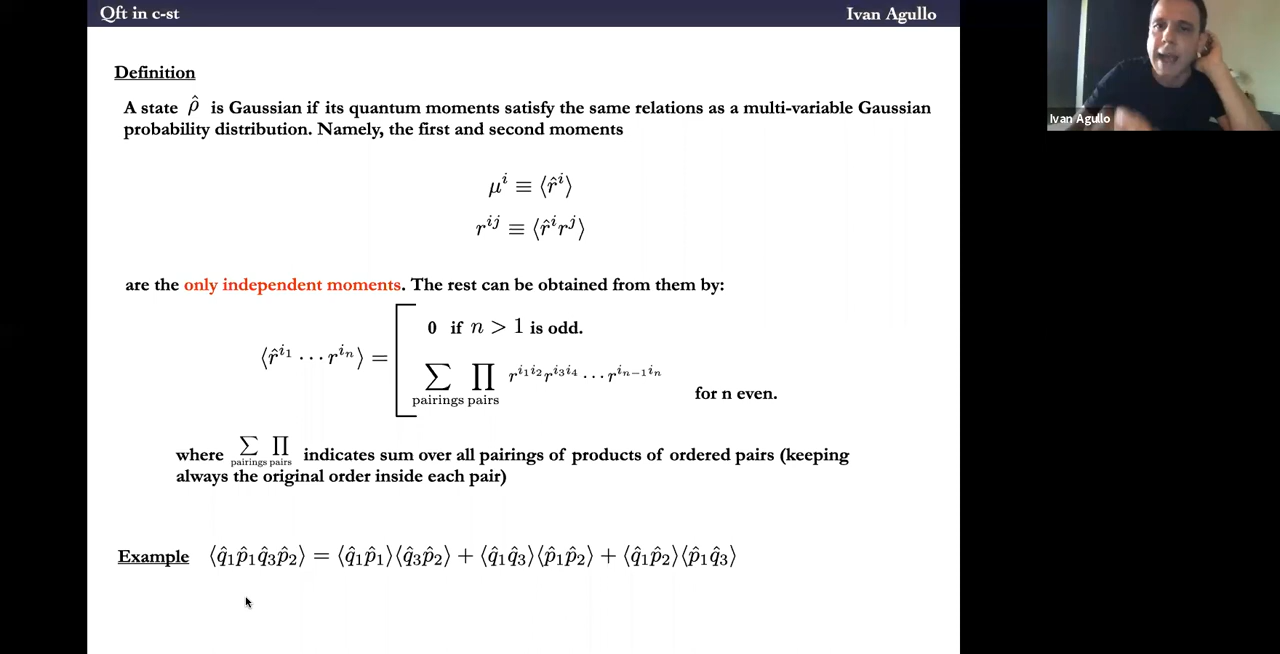 Qft in c-st
Ivan Agullo
Ivan Agullo
Definition
A state ρ̂ is Gaussian if its quantum moments satisfy the same relations as a multi-variable Gaussian
probability distribution. Namely, the first and second moments
μ^i ≡ ⟨r̂^i⟩
r^{ij} ≡ ⟨r̂^i r^j⟩
are the only independent moments. The rest can be obtained from them by:
0 if n > 1 is odd.
⟨r̂^{i_1} ⋯ r^{i_n}⟩ =
∑ ∏ r^{i_1 i_2} r^{i_3 i_4} ⋯ r^{i_{n-1} i_n}
pairings pairs
for n even.
where ∑ ∏ indicates sum over all pairings of products of ordered pairs (keeping
pairings pairs
always the original order inside each pair)
Example ⟨q̂_1 p̂_1 q̂_3 p̂_2⟩ = ⟨q̂_1 p̂_1⟩⟨q̂_3 p̂_2⟩ + ⟨q̂_1 q̂_3⟩⟨p̂_1 p̂_2⟩ + ⟨q̂_1 p̂_2⟩⟨p̂_1 q̂_3⟩